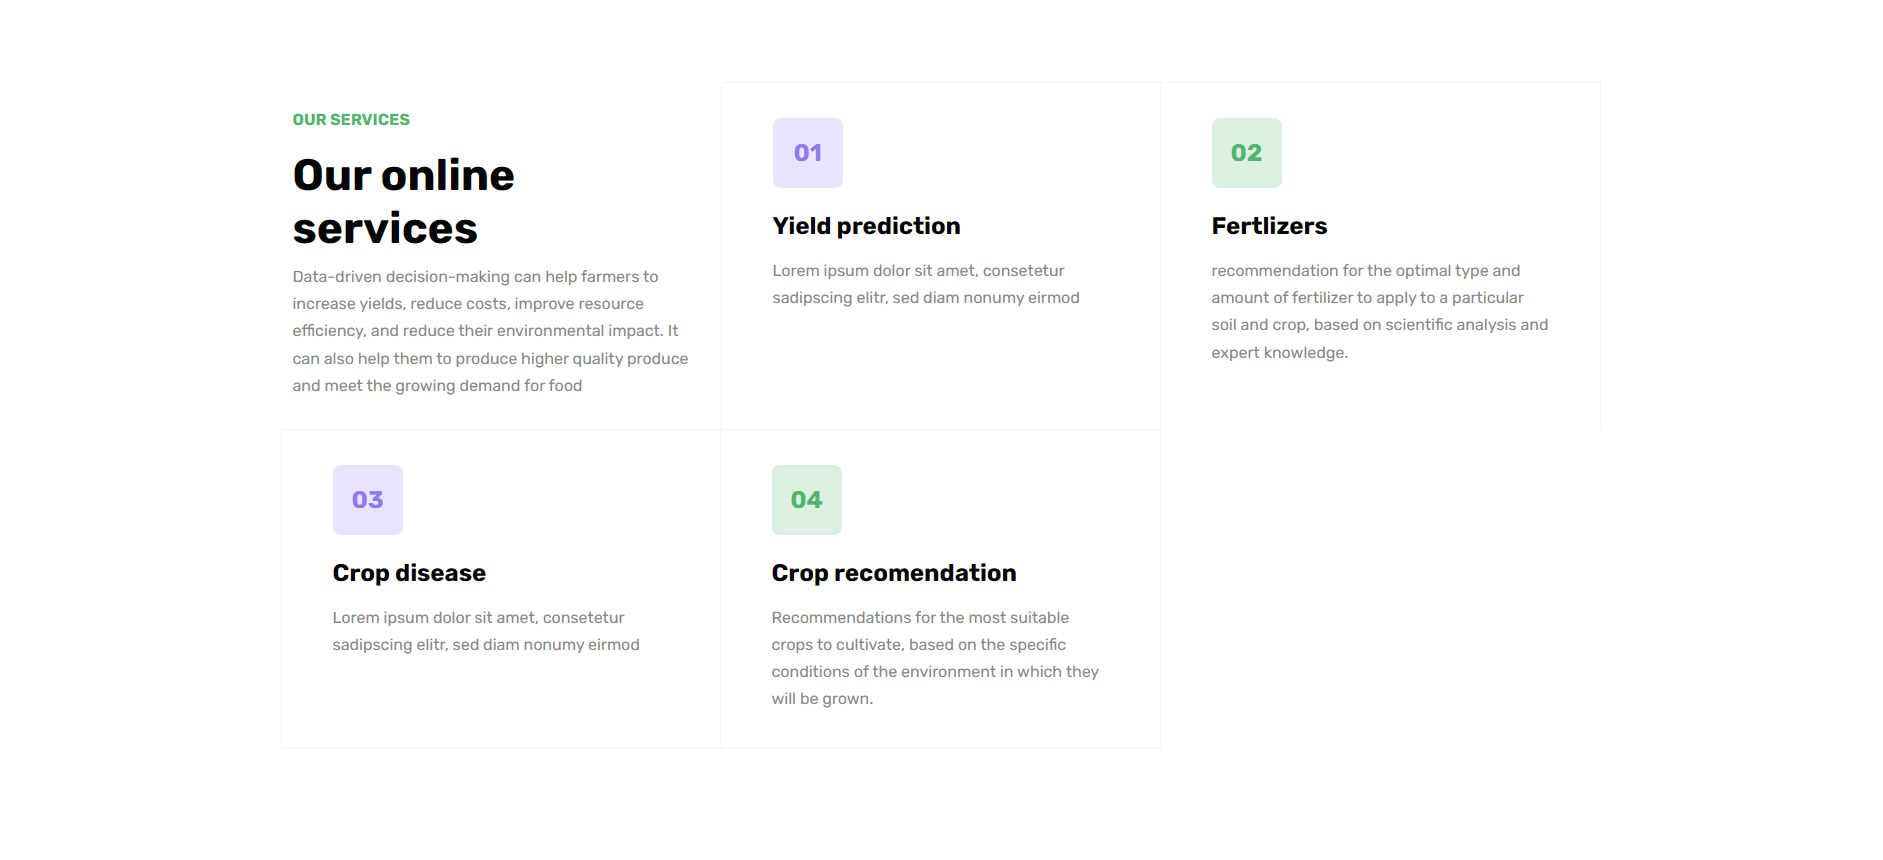 OUR SERVICES
Our online
services
Data-driven decision-making can help farmers to
increase yields, reduce costs, improve resource
efficiency, and reduce their environmental impact. It
can also help them to produce higher quality produce
and meet the growing demand for food
01
Yield prediction
Lorem ipsum dolor sit amet, consetetur
sadipscing elitr, sed diam nonumy eirmod
02
Fertlizers
recommendation for the optimal type and
amount of fertilizer to apply to a particular
soil and crop, based on scientific analysis and
expert knowledge.
03
Crop disease
Lorem ipsum dolor sit amet, consetetur
sadipscing elitr, sed diam nonumy eirmod
04
Crop recomendation
Recommendations for the most suitable
crops to cultivate, based on the specific
conditions of the environment in which they
will be grown.